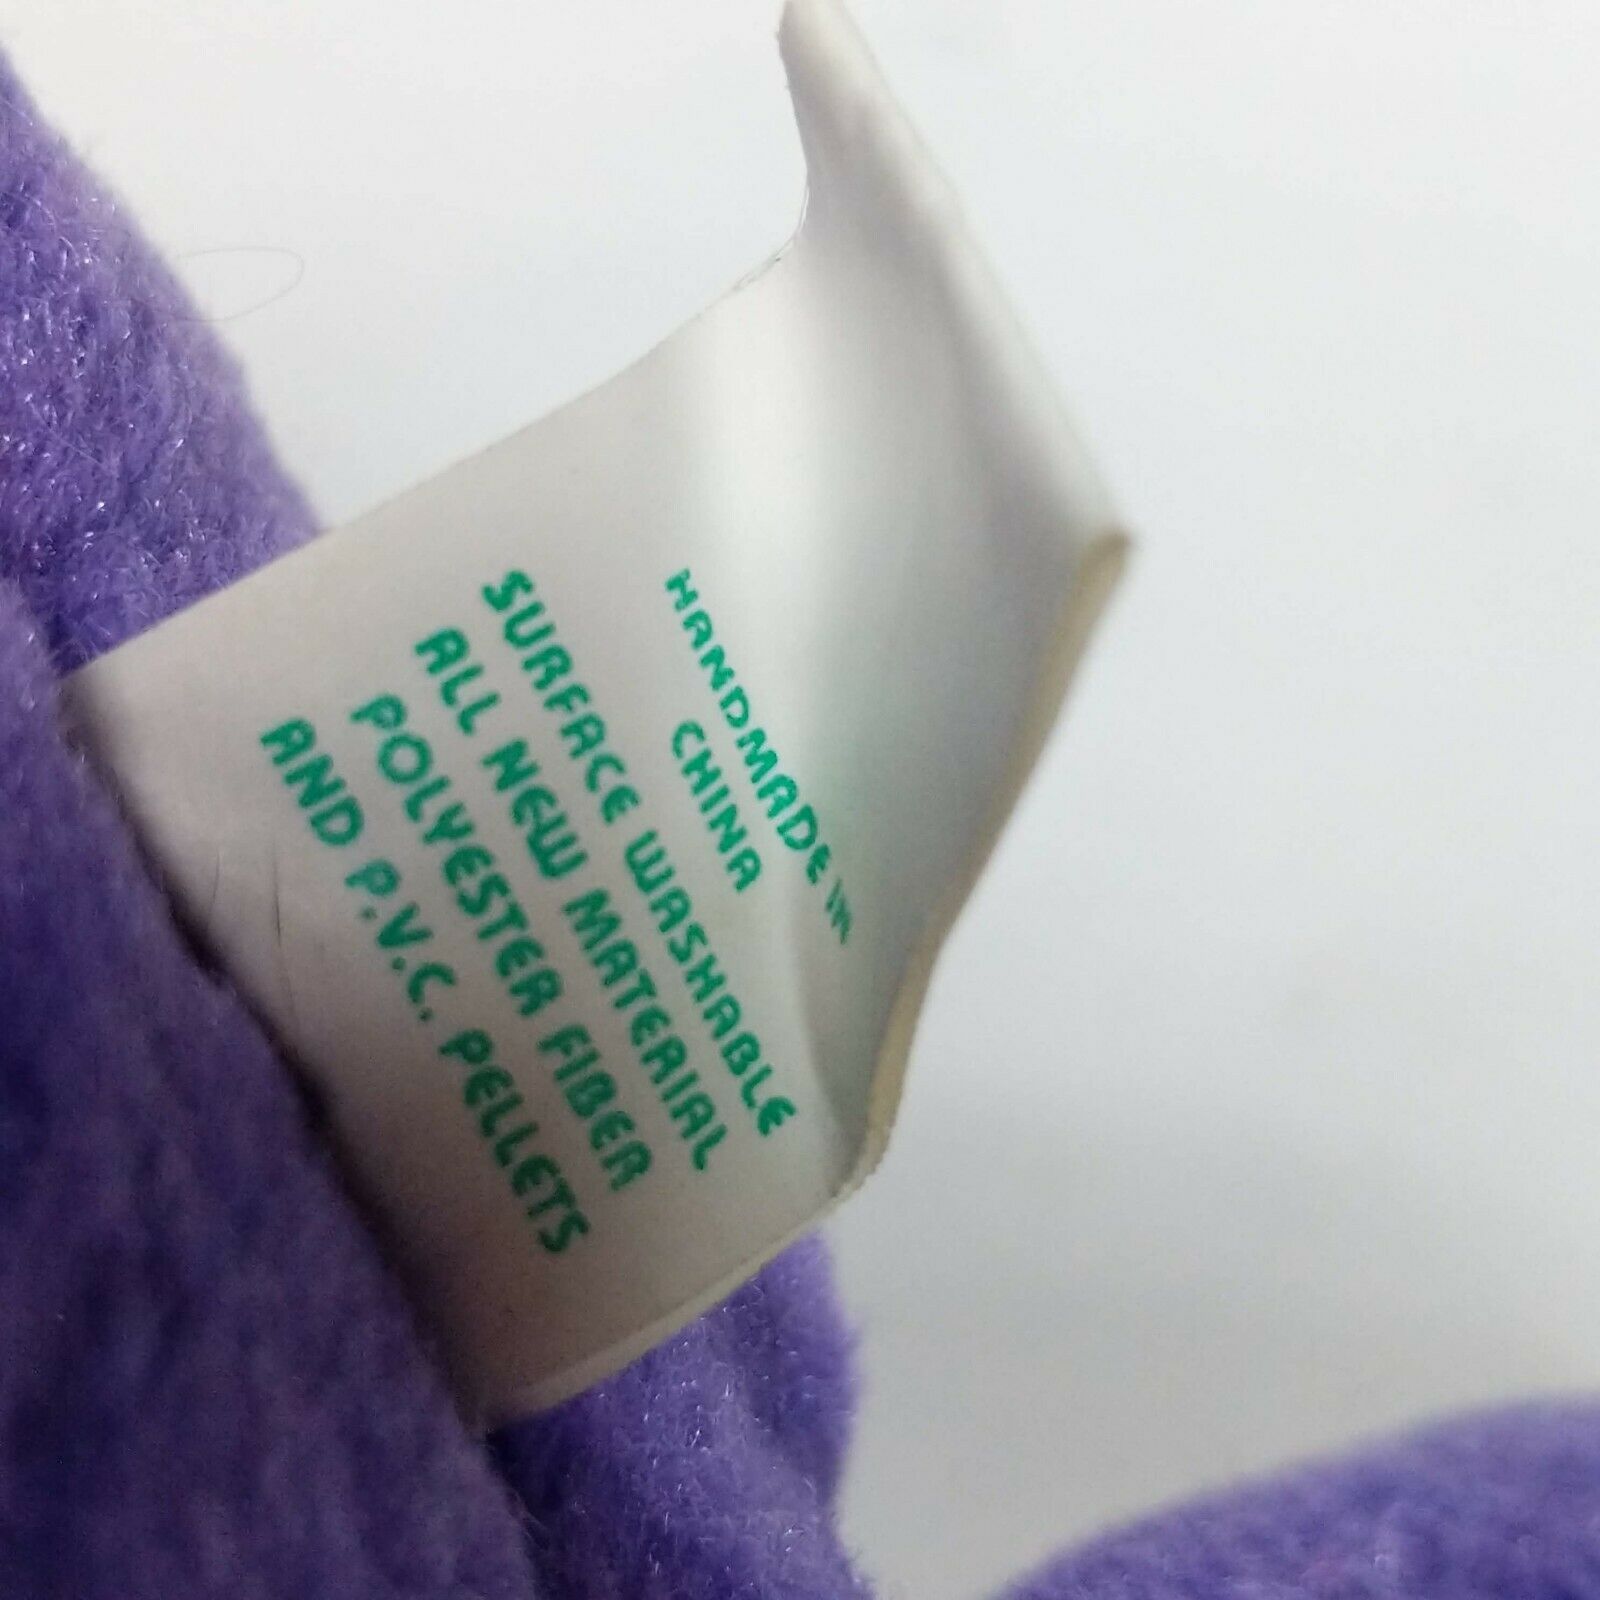 HANDMADE IN
CHINA
SURFACE WASHABLE
ALL NEW MATERIAL
POLYESTER FIBER
AND P.V.C. PELLETS